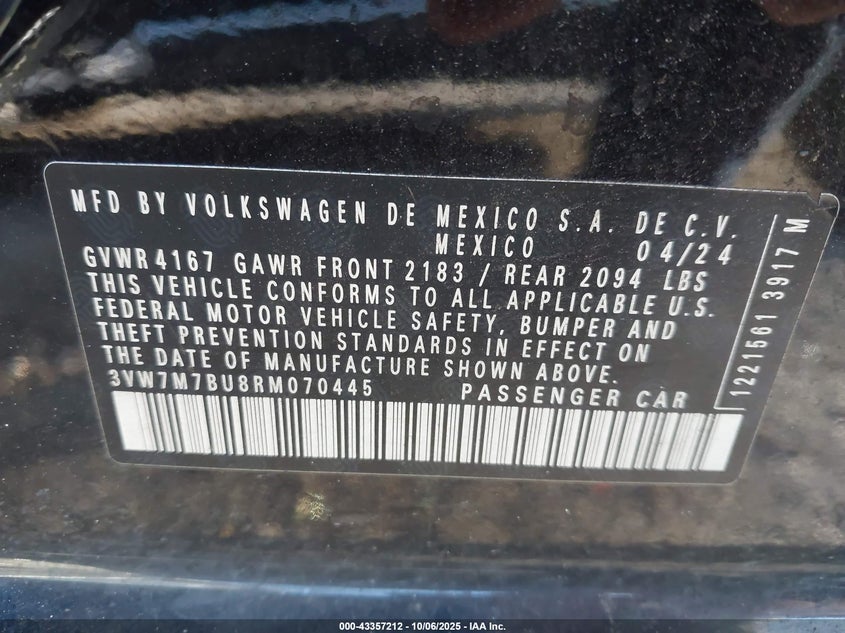 MFD BY VOLKSWAGEN DE MEXICO S.A. DE C.V.
MEXICO 04/24
GVWR 4167 GAWR FRONT 2183 / REAR 2094 LBS
THIS VEHICLE CONFORMS TO ALL APPLICABLE U.S.
FEDERAL MOTOR VEHICLE SAFETY, BUMPER AND
THEFT PREVENTION STANDARDS IN EFFECT ON
THE DATE OF MANUFACTURE SHOWN ABOVE.
3VW7M7BU8RM070445 PASSENGER CAR
1221561 3917 M
000-43357212 - 10/06/2025 - IAA Inc.